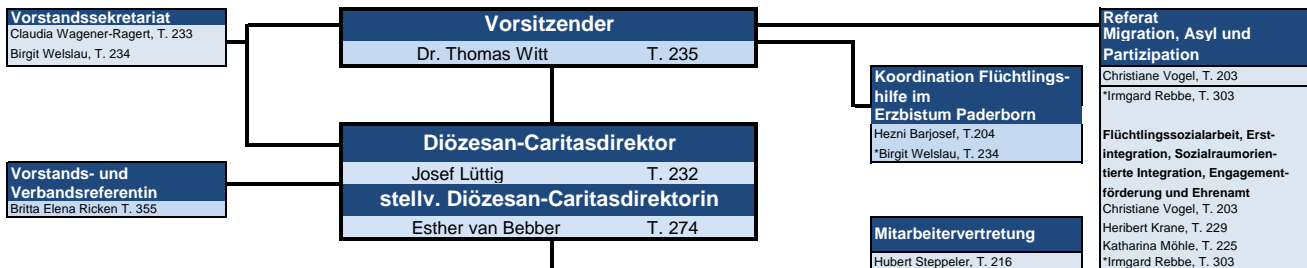 Vorstandssekretariat
Claudia Wagener-Ragert, T. 233
Birgit Welslau, T. 234
Vorsitzender
Dr. Thomas Witt T. 235
Referat
Migration, Asyl und
Partizipation
Christiane Vogel, T. 203
*Irmgard Rebbe, T. 303
Flüchtlingssozialarbeit, Erst-
integration, Sozialraumorien-
tierte Integration, Engagement-
förderung und Ehrenamt
Christiane Vogel, T. 203
Heribert Krane, T. 229
Katharina Möhle, T. 225
*Irmgard Rebbe, T. 303
Koordination Flüchtlings-
hilfe im
Erzbistum Paderborn
Hezni Barjosef, T.204
*Birgit Welslau, T. 234
Diözesan-Caritasdirektor
Josef Lüttig T. 232
stellv. Diözesan-Caritasdirektorin
Esther van Bebber T. 274
Vorstands- und
Verbandsreferentin
Britta Elena Ricken T. 355
Mitarbeitervertretung
Hubert Steppeler, T. 216